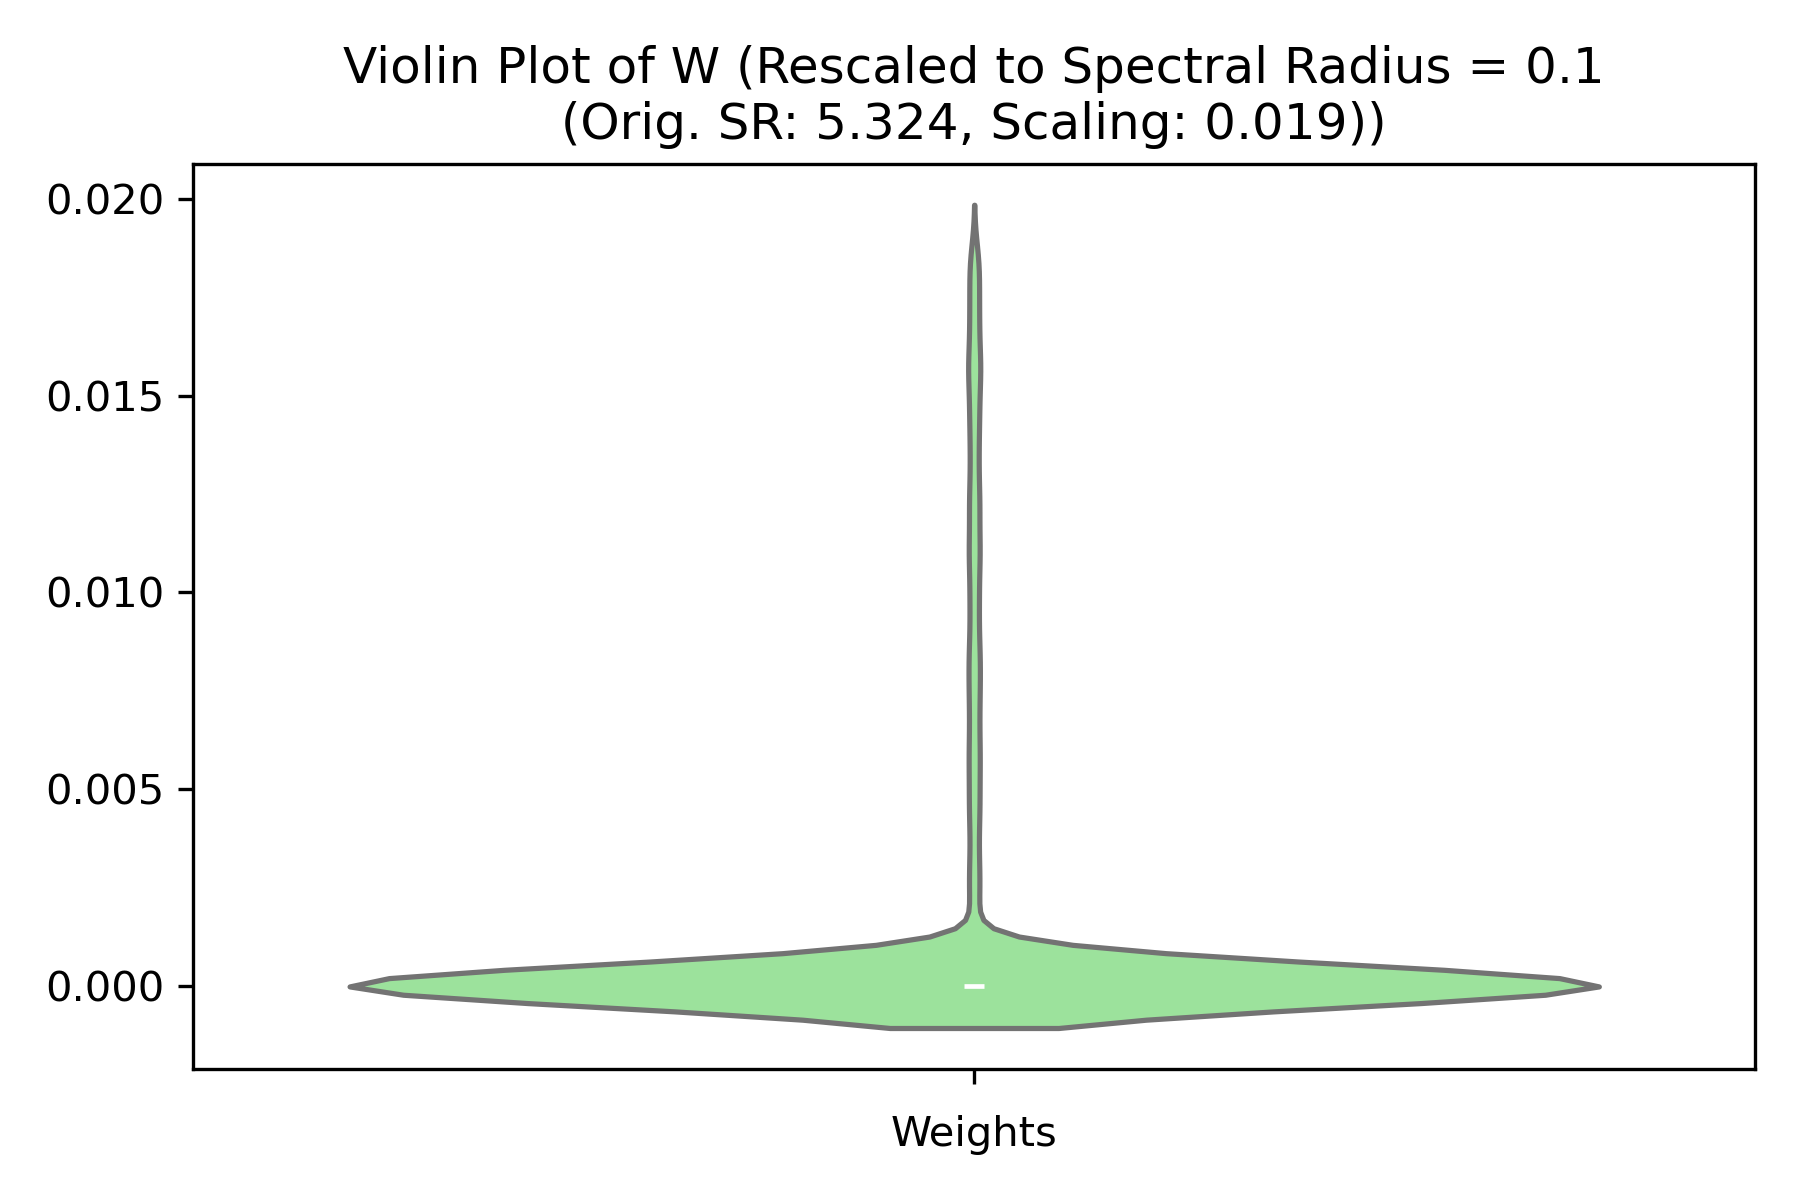 Violin Plot of W (Rescaled to Spectral Radius = 0.1
(Orig. SR: 5.324, Scaling: 0.019))
0.020
0.015
0.010
0.005
0.000
Weights